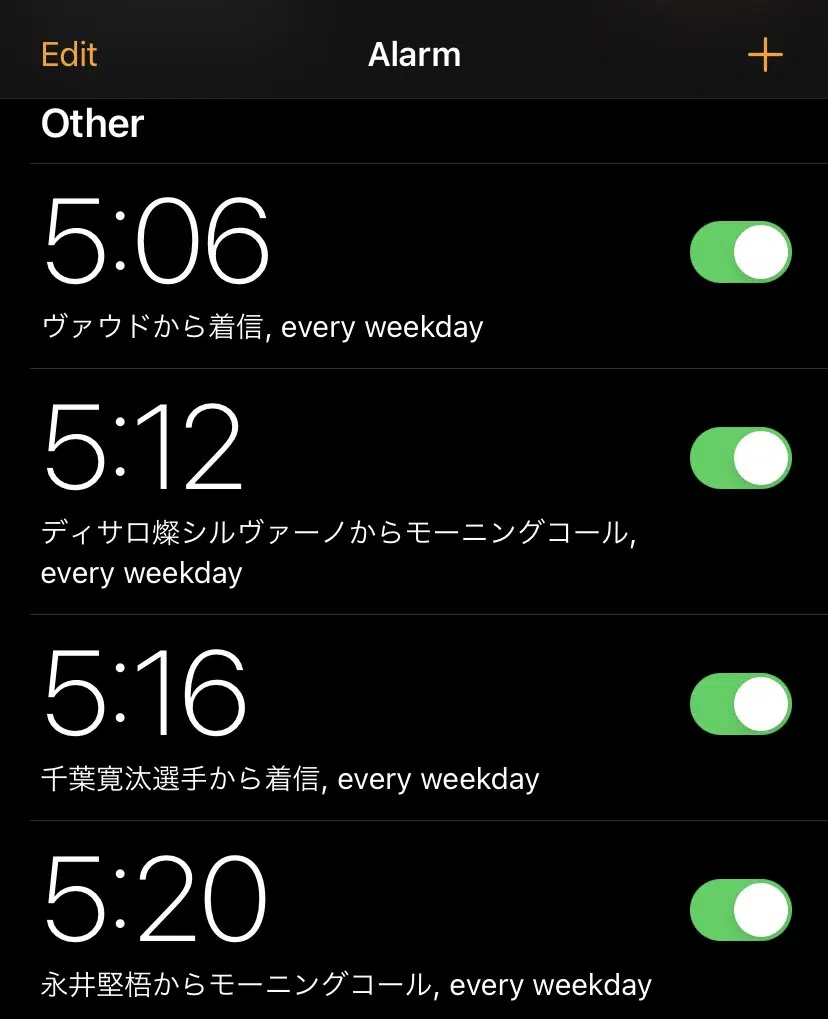 Edit
Alarm
Other
5:06
ヴァウドから着信, every weekday
5:12
ディサロ燦シルヴァーノからモーニングコール,
every weekday
5:16
千葉寛汰選手から着信, every weekday
5:20
永井堅梧からモーニングコール, every weekday